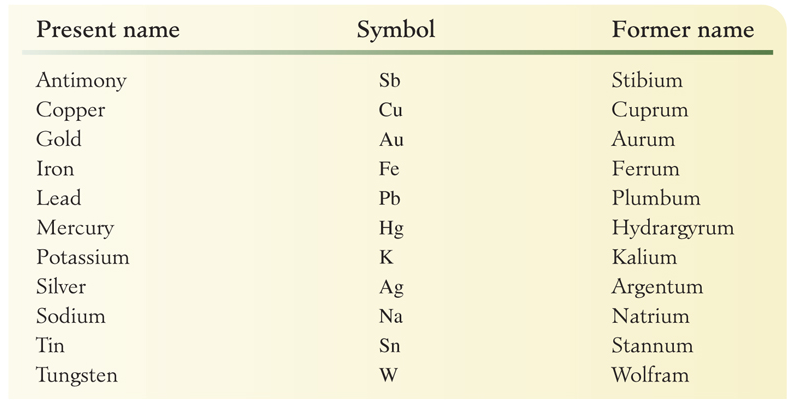 Present name Symbol Former name
Antimony Sb Stibium
Copper Cu Cuprum
Gold Au Aurum
Iron Fe Ferrum
Lead Pb Plumbum
Mercury Hg Hydrargyrum
Potassium K Kalium
Silver Ag Argentum
Sodium Na Natrium
Tin Sn Stannum
Tungsten W Wolfram